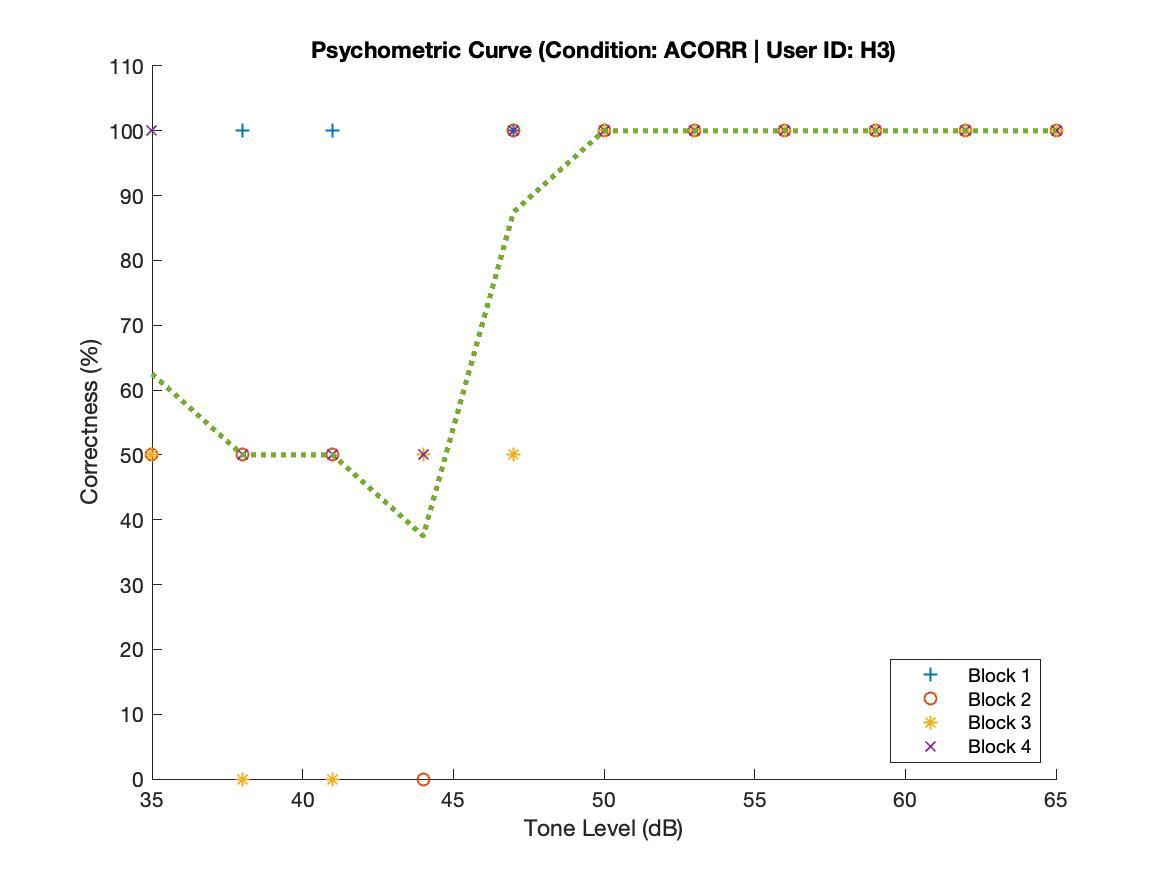 Psychometric Curve (Condition: ACORR | User ID: H3)
110
100
90
80
70
60
50
40
30
20
10
0
Correctness (%)
35 40 45 50 55 60 65
Tone Level (dB)
Block 1
Block 2
Block 3
Block 4